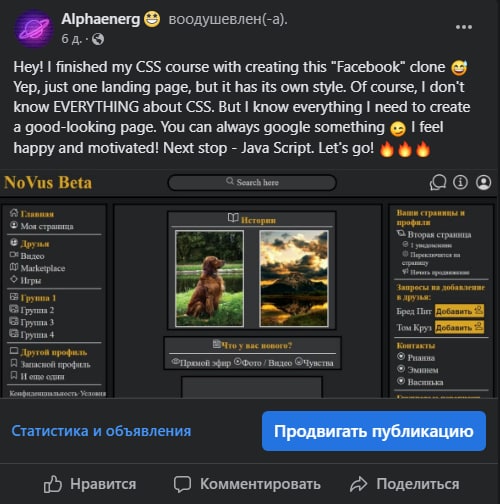 Alphaenerg 😀 воодушевлен(-а).
6 д. ·
Hey! I finished my CSS course with creating this "Facebook" clone 😅
Yep, just one landing page, but it has its own style. Of course, I don't
know EVERYTHING about CSS. But I know everything I need to create
a good-looking page. You can always google something 😉 I feel
happy and motivated! Next stop - Java Script. Let's go! 🔥🔥🔥
NoVus Beta
Search here
Главная
Моя страница
Друзья
Видео
Marketplace
Игры
Группа 1
Группа 2
Группа 3
Группа 4
Другой профиль
Запасной профиль
И еще один
Конфиденциальность·Услови
Истории
Что у вас нового?
Прямой эфир Фото / Видео Чувства
Ваши страницы и
профили
Вторая страница
1 уведомление
Переключится на
страницу
Начать продвижение
Запросы на добавление
в друзья:
Бред Пит Добавить
Том Круз Добавить
Контакты
Рианна
Эминем
Васинька
Статистика и объявления
Продвигать публикацию
Нравится Комментировать Поделиться